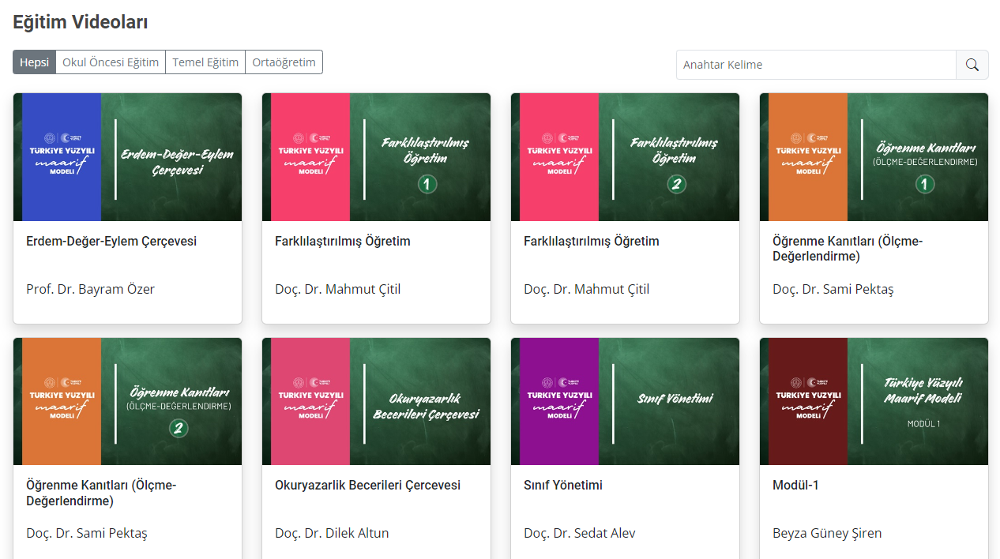 Eğitim Videoları
Hepsi
Okul Öncesi Eğitim
Temel Eğitim
Ortaöğretim
Anahtar Kelime
TÜRKİYE YÜZYILI
maarif
MODELİ
Erdem-Değer-Eylem
Çerçevesi
Erdem-Değer-Eylem Çerçevesi
Prof. Dr. Bayram Özer
TÜRKİYE YÜZYILI
maarif
MODELİ
Farklılaştırılmış
Öğretim
1
Farklılaştırılmış Öğretim
Doç. Dr. Mahmut Çitil
TÜRKİYE YÜZYILI
maarif
MODELİ
Farklılaştırılmış
Öğretim
2
Farklılaştırılmış Öğretim
Doç. Dr. Mahmut Çitil
TÜRKİYE YÜZYILI
maarif
MODELİ
Öğrenme Kanıtları
(ÖLÇME-DEĞERLENDİRME)
1
Öğrenme Kanıtları (Ölçme-
Değerlendirme)
Doç. Dr. Sami Pektaş
TÜRKİYE YÜZYILI
maarif
MODELİ
Öğrenme Kanıtları
(ÖLÇME-DEĞERLENDİRME)
2
Öğrenme Kanıtları (Ölçme-
Değerlendirme)
Doç. Dr. Sami Pektaş
TÜRKİYE YÜZYILI
maarif
MODELİ
Okuryazarlık
Becerileri Çerçevesi
Okuryazarlik Becerileri Çercevesi
Doç. Dr. Dilek Altun
TÜRKİYE YÜZYILI
maarif
MODELİ
Sınıf Yönetimi
Sınıf Yönetimi
Doç. Dr. Sedat Alev
TÜRKİYE YÜZYILI
maarif
MODELİ
Türkiye Yüzyılı
Maarif Modeli
MODÜL 1
Modül-1
Beyza Güney Şiren